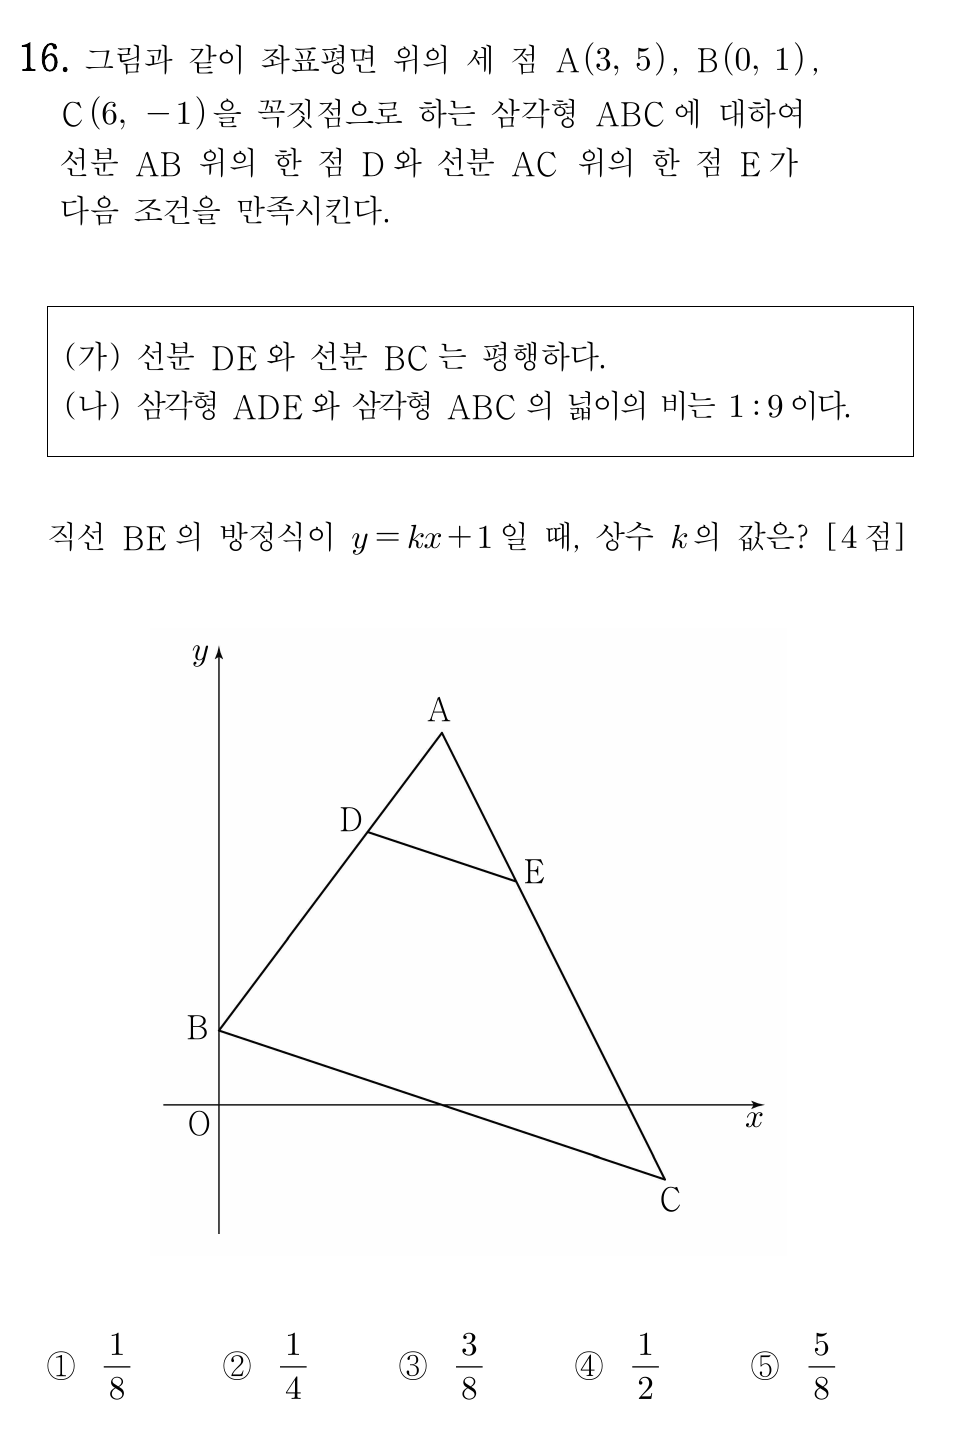 16. 그림과 같이 좌표평면 위의 세 점 A(3, 5), B(0, 1),
C(6, −1)을 꼭짓점으로 하는 삼각형 ABC에 대하여
선분 AB 위의 한 점 D와 선분 AC 위의 한 점 E가
다음 조건을 만족시킨다.
(가) 선분 DE와 선분 BC는 평행하다.
(나) 삼각형 ADE와 삼각형 ABC의 넓이의 비는 1:9이다.
직선 BE의 방정식이 y=kx+1일 때, 상수 k의 값은? [4점]
y
A
D
E
B
O
x
C
① 1/8 ② 1/4 ③ 3/8 ④ 1/2 ⑤ 5/8